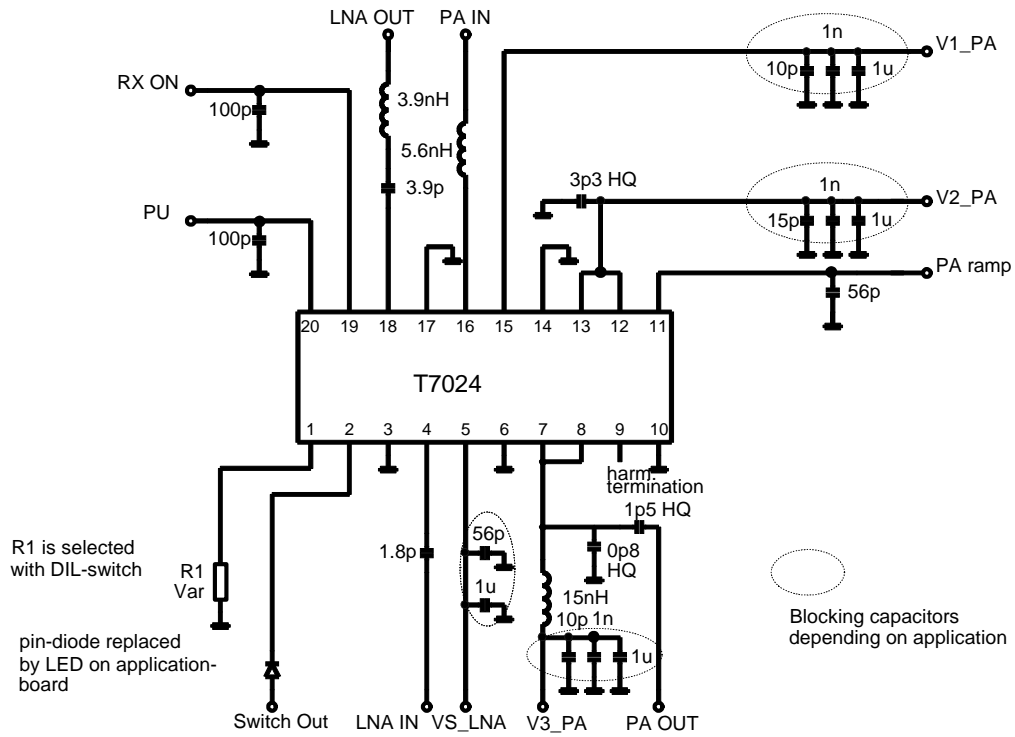 LNA OUT PA IN
1n
V1_PA
10p 1u
RX ON
3.9nH
100p
5.6nH
3.9p
3p3 HQ
1n
V2_PA
PU
15p 1u
100p
PA ramp
56p
20 19 18 17 16 15 14 13 12 11
T7024
1 2 3 4 5 6 7 8 9 10
harm.
termination
1p5 HQ
56p
1.8p
0p8
HQ
R1 is selected
with DIL-switch
R1
Var
1u
15nH
10p 1n
1u
Blocking capacitors
depending on application
pin-diode replaced
by LED on application-
board
Switch Out LNA IN VS_LNA V3_PA PA OUT